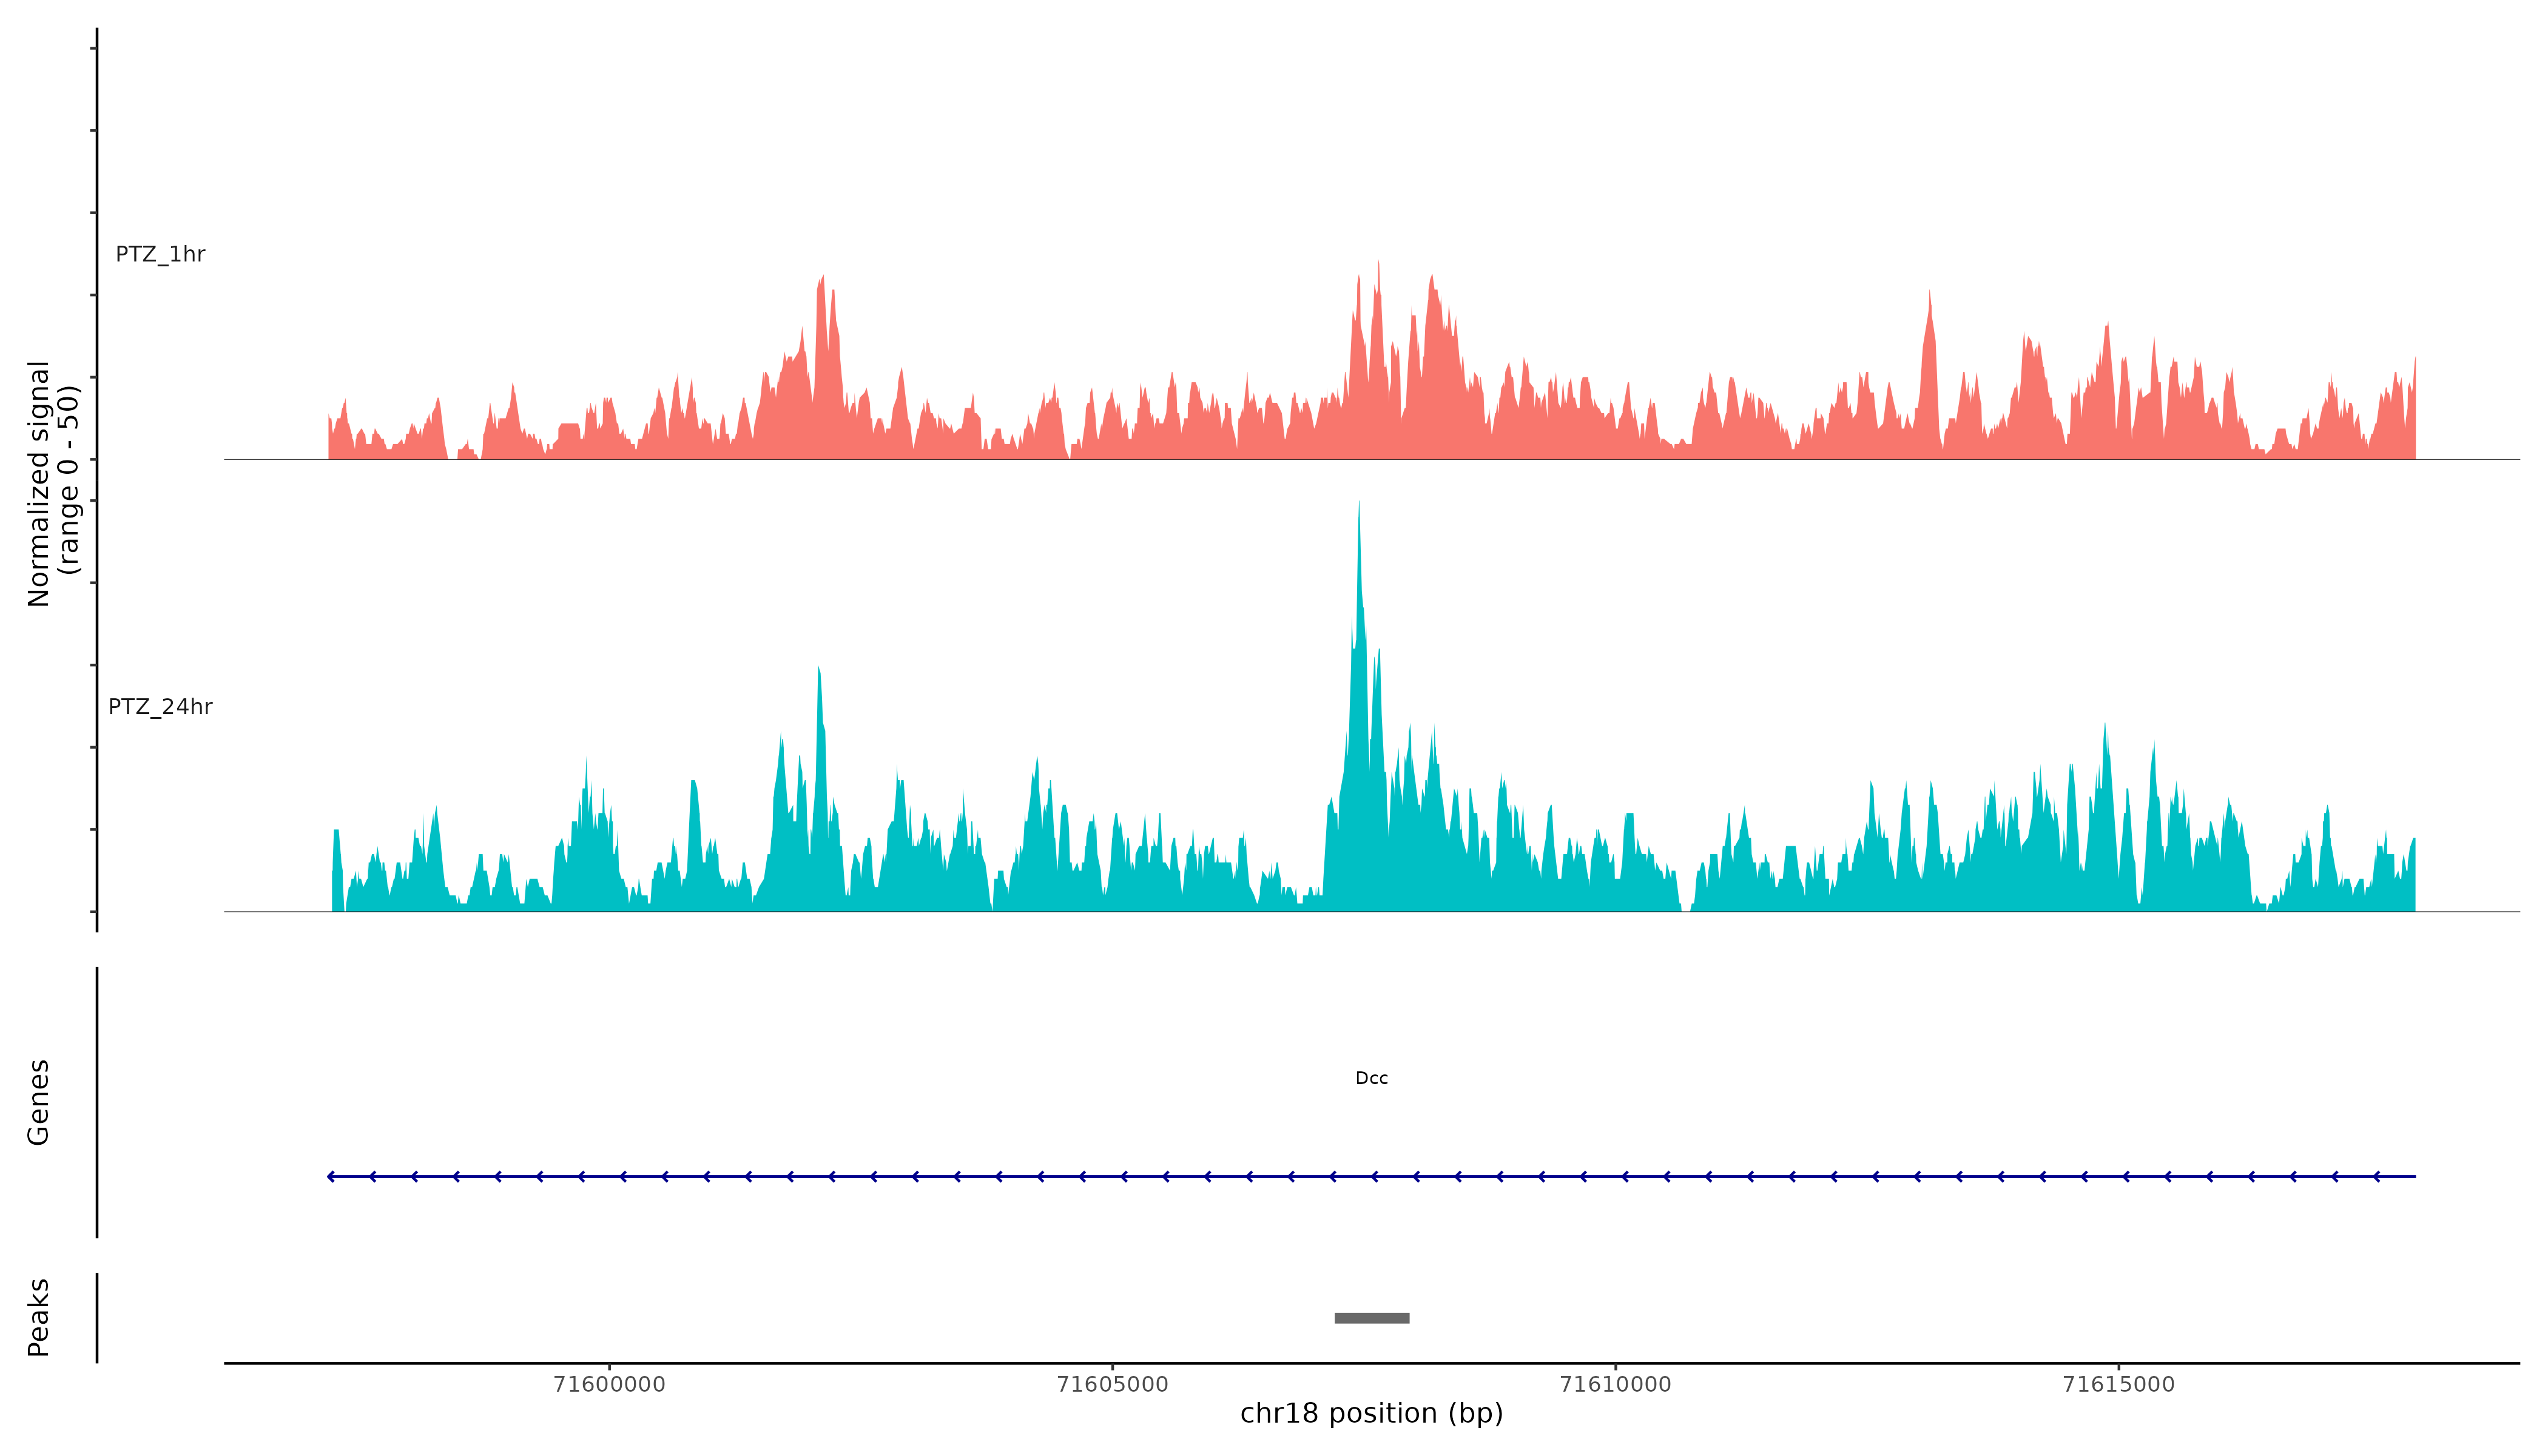 Normalized signal
(range 0 - 50)
PTZ_1hr
PTZ_24hr
Genes
Dcc
Peaks
71600000 71605000 71610000 71615000
chr18 position (bp)